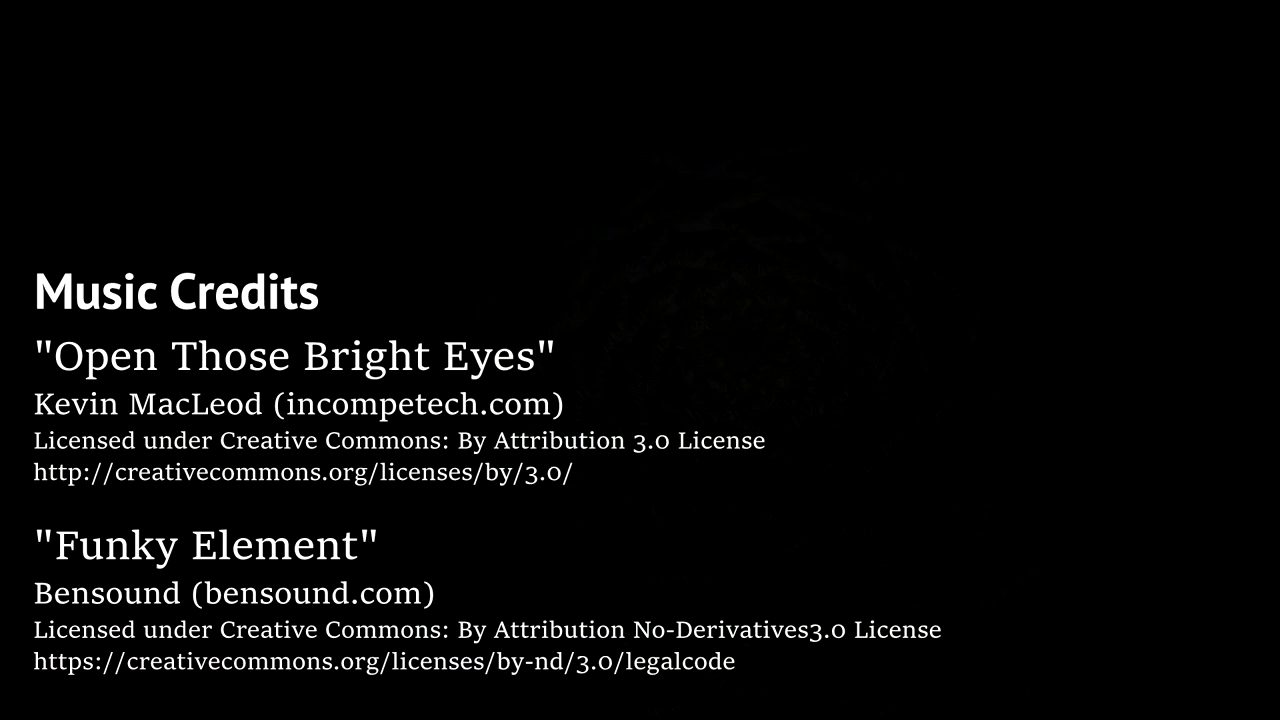 Music Credits
"Open Those Bright Eyes"
Kevin MacLeod (incompetech.com)
Licensed under Creative Commons: By Attribution 3.0 License
http://creativecommons.org/licenses/by/3.0/
"Funky Element"
Bensound (bensound.com)
Licensed under Creative Commons: By Attribution No-Derivatives3.0 License
https://creativecommons.org/licenses/by-nd/3.0/legalcode